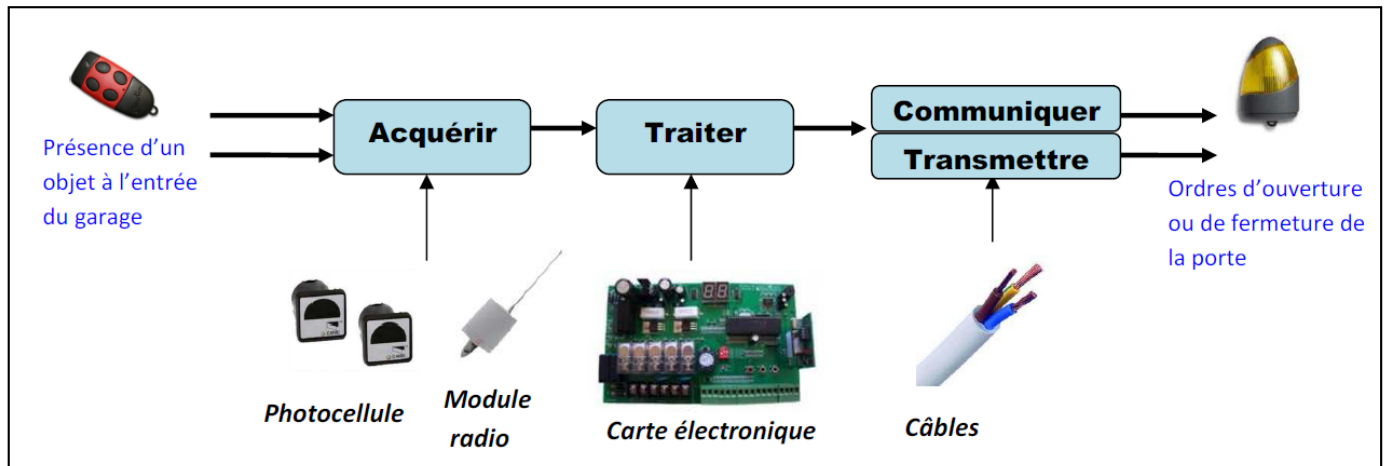 Acquérir
Traiter
Communiquer
Transmettre
Présence d'un
objet à l'entrée
du garage
Ordres d'ouverture
ou de fermeture de
la porte
Photocellule
Module
radio
Carte électronique
Câbles